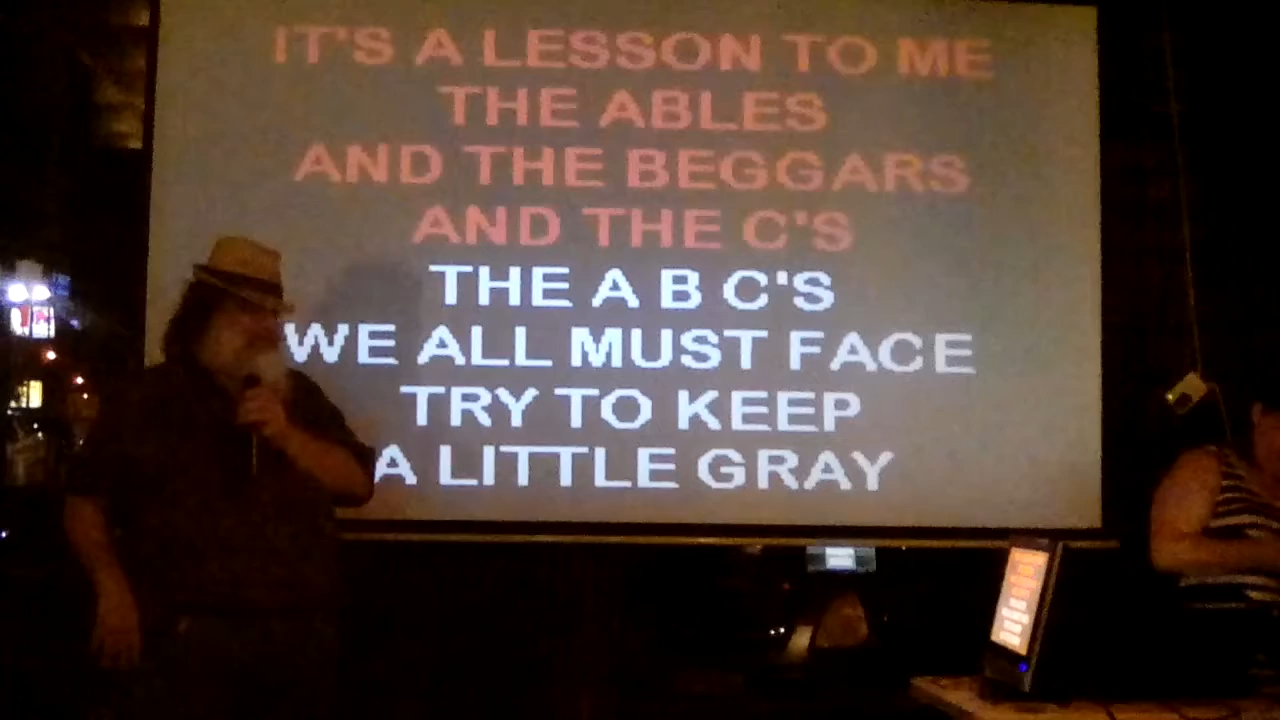 IT'S A LESSON TO ME
THE ABLES
AND THE BEGGARS
AND THE C'S
THE A B C'S
WE ALL MUST FACE
TRY TO KEEP
A LITTLE GRAY